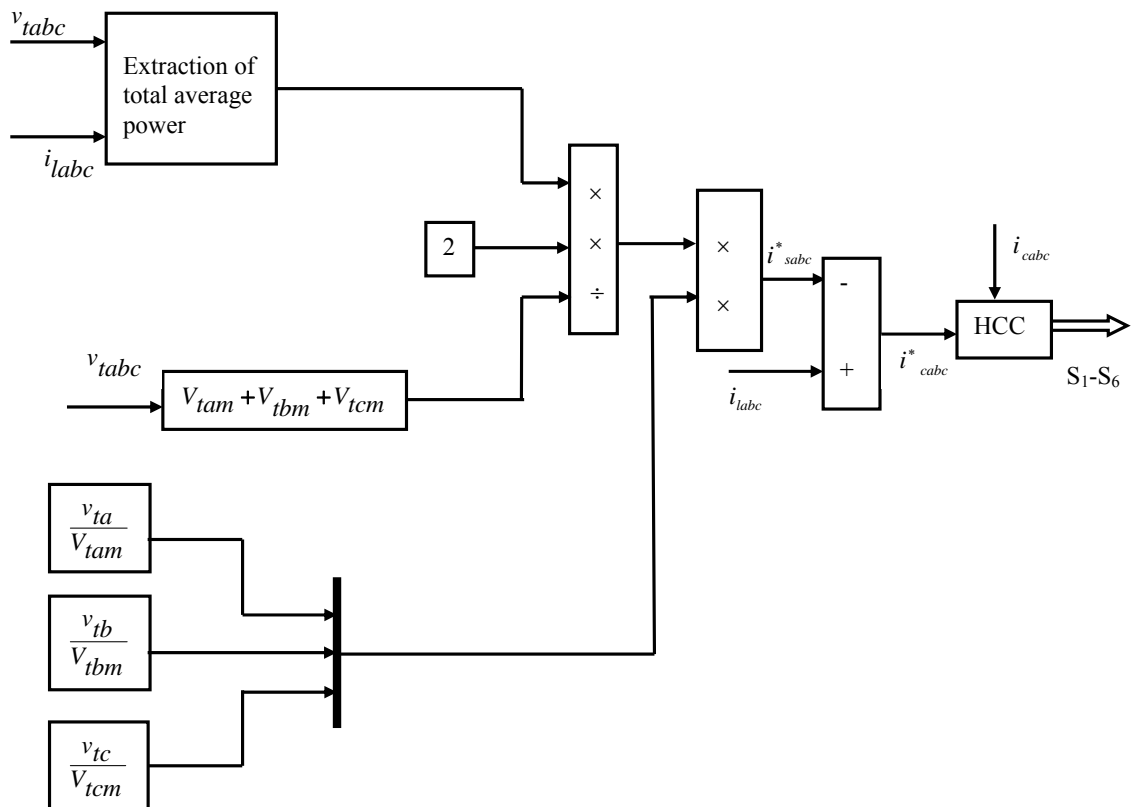 v_tabc
Extraction of
total average
power
i_labc
×
2
×
÷
×
×
i*_sabc
-
+
i_labc
i*_cabc
i_cabc
HCC
S₁-S₆
v_tabc
V_tam + V_tbm + V_tcm
v_ta
V_tam
v_tb
V_tbm
v_tc
V_tcm